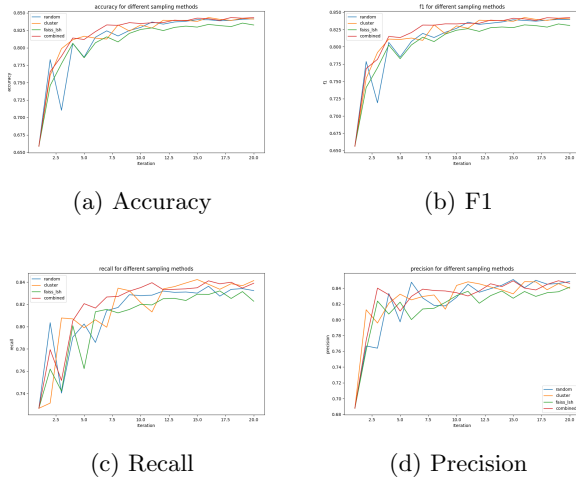 accuracy for different sampling methods
random
cluster
faiss_lsh
combined
accuracy
0.850
0.825
0.800
0.775
0.750
0.725
0.700
0.675
0.650
2.5 5.0 7.5 10.0 12.5 15.0 17.5 20.0
iteration
(a) Accuracy
f1 for different sampling methods
random
cluster
faiss_lsh
combined
f1
0.850
0.825
0.800
0.775
0.750
0.725
0.700
0.675
0.650
2.5 5.0 7.5 10.0 12.5 15.0 17.5 20.0
iteration
(b) F1
recall for different sampling methods
random
cluster
faiss_lsh
combined
recall
0.84
0.82
0.80
0.78
0.76
0.74
2.5 5.0 7.5 10.0 12.5 15.0 17.5 20.0
iteration
(c) Recall
precision for different sampling methods
precision
0.84
0.82
0.80
0.78
0.76
0.74
0.72
0.70
0.68
random
cluster
faiss_lsh
combined
2.5 5.0 7.5 10.0 12.5 15.0 17.5 20.0
iteration
(d) Precision